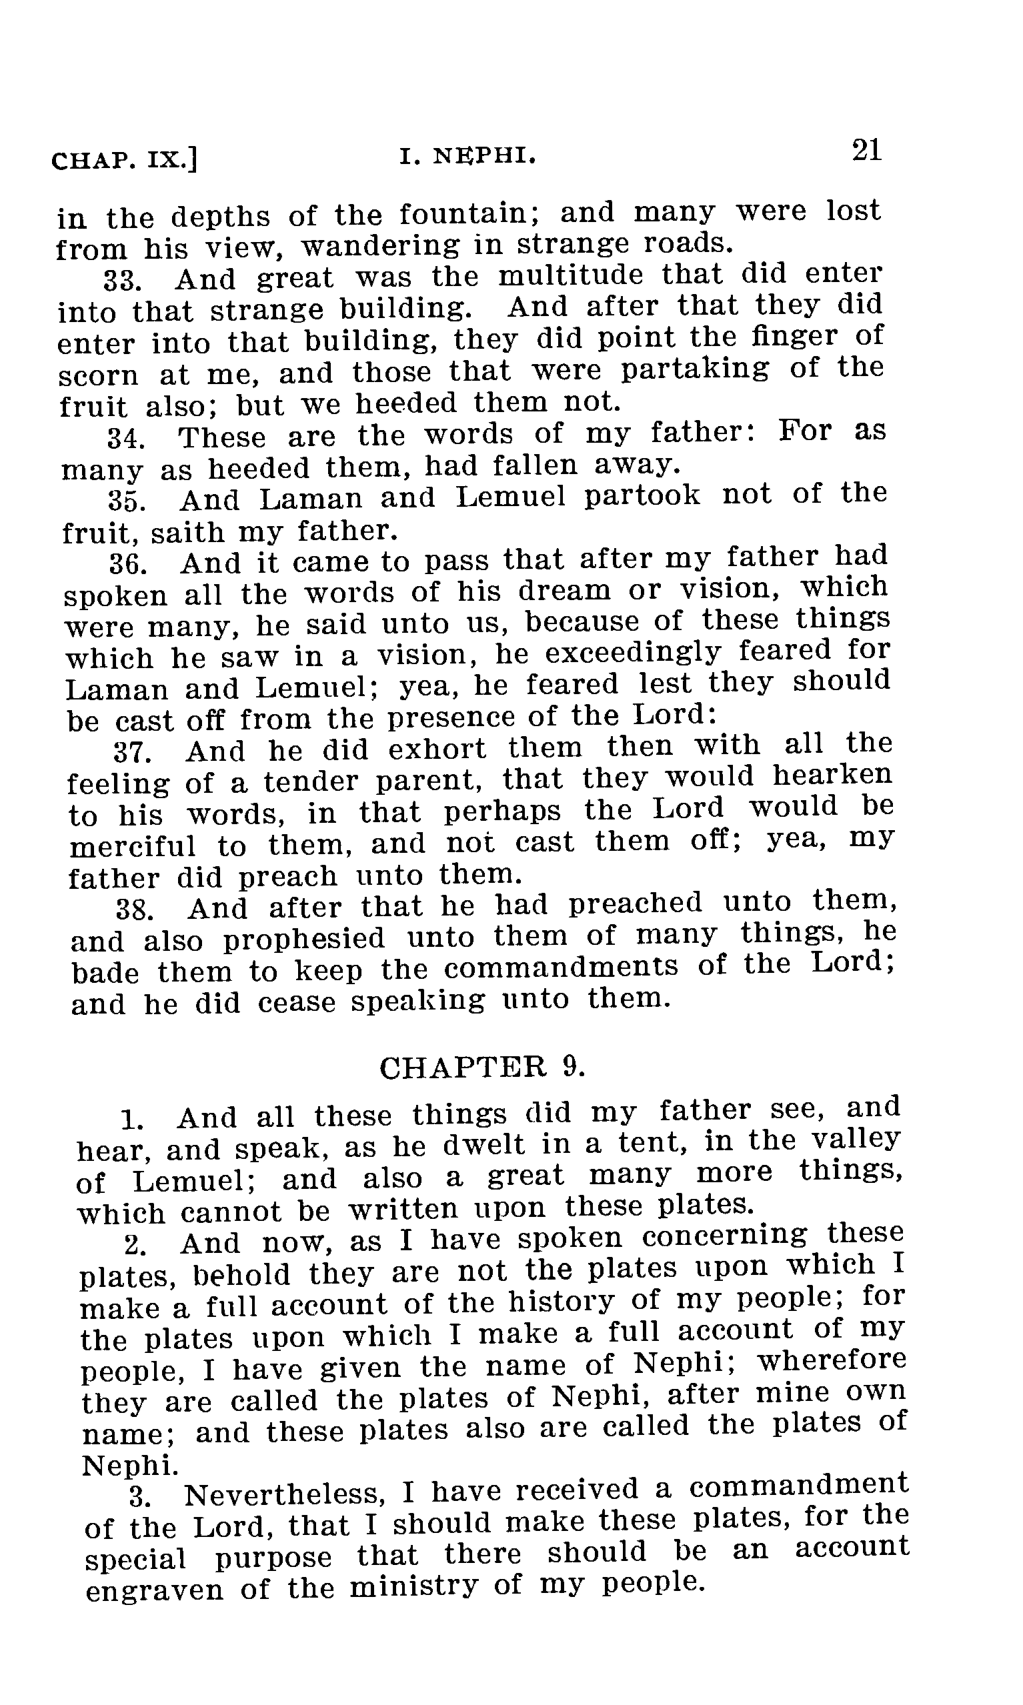 CHAP. IX.] I. NEPHI. 21
in the depths of the fountain; and many were lost
from his view, wandering in strange roads.
33. And great was the multitude that did enter
into that strange building. And after that they did
enter into that building, they did point the finger of
scorn at me, and those that were partaking of the
fruit also; but we heeded them not.
34. These are the words of my father: For as
many as heeded them, had fallen away.
35. And Laman and Lemuel partook not of the
fruit, saith my father.
36. And it came to pass that after my father had
spoken all the words of his dream or vision, which
were many, he said unto us, because of these things
which he saw in a vision, he exceedingly feared for
Laman and Lemuel; yea, he feared lest they should
be cast off from the presence of the Lord:
37. And he did exhort them then with all the
feeling of a tender parent, that they would hearken
to his words, in that perhaps the Lord would be
merciful to them, and not cast them off; yea, my
father did preach unto them.
38. And after that he had preached unto them,
and also prophesied unto them of many things, he
bade them to keep the commandments of the Lord;
and he did cease speaking unto them.
CHAPTER 9.
1. And all these things did my father see, and
hear, and speak, as he dwelt in a tent, in the valley
of Lemuel; and also a great many more things,
which cannot be written upon these plates.
2. And now, as I have spoken concerning these
plates, behold they are not the plates upon which I
make a full account of the history of my people; for
the plates upon which I make a full account of my
people, I have given the name of Nephi; wherefore
they are called the plates of Nephi, after mine own
name; and these plates also are called the plates of
Nephi.
3. Nevertheless, I have received a commandment
of the Lord, that I should make these plates, for the
special purpose that there should be an account
engraven of the ministry of my people.